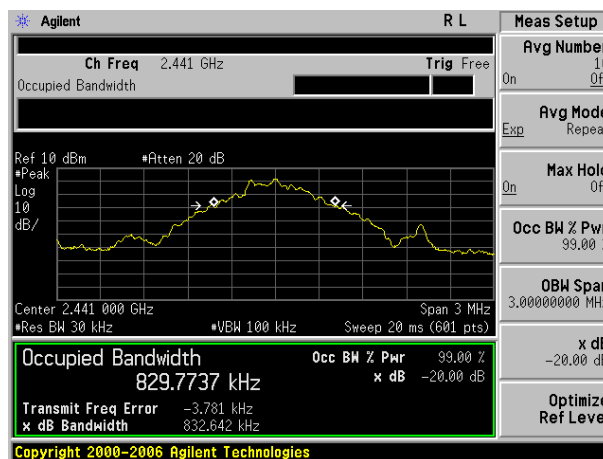 Agilent R L Meas Setup
Ch Freq 2.441 GHz Trig Free
Occupied Bandwidth
Avg Number
On
Avg Mode
Exp
Ref 10 dBm #Atten 20 dB
#Peak
Log
10
dB/
Max Hold
On
Occ BW % Pwr
99.00 %
Center 2.441 000 GHz Span 3 MHz
#Res BW 30 kHz #VBW 100 kHz Sweep 20 ms (601 pts)
OBW Span
3.00000000 MHz
Occupied Bandwidth Occ BW % Pwr 99.00 %
829.7737 kHz x dB -20.00 dB
Transmit Freq Error -3.781 kHz
x dB Bandwidth 832.642 kHz
x dB
-20.00 dB
Optimize
Ref Level
Copyright 2000-2006 Agilent Technologies